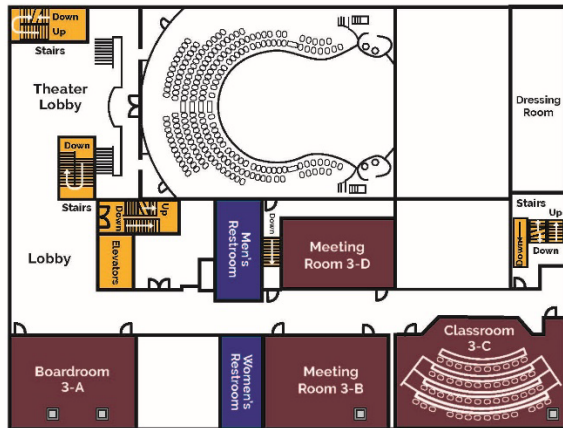 Down
Up
Stairs
Theater
Lobby
Dressing
Room
Down
Stairs
Down
Up
Lobby
Elevators
Men's
Restroom
Down
Meeting
Room 3-D
Stairs
Up
Down
Down
Boardroom
3-A
Women's
Restroom
Meeting
Room 3-B
Classroom
3-C